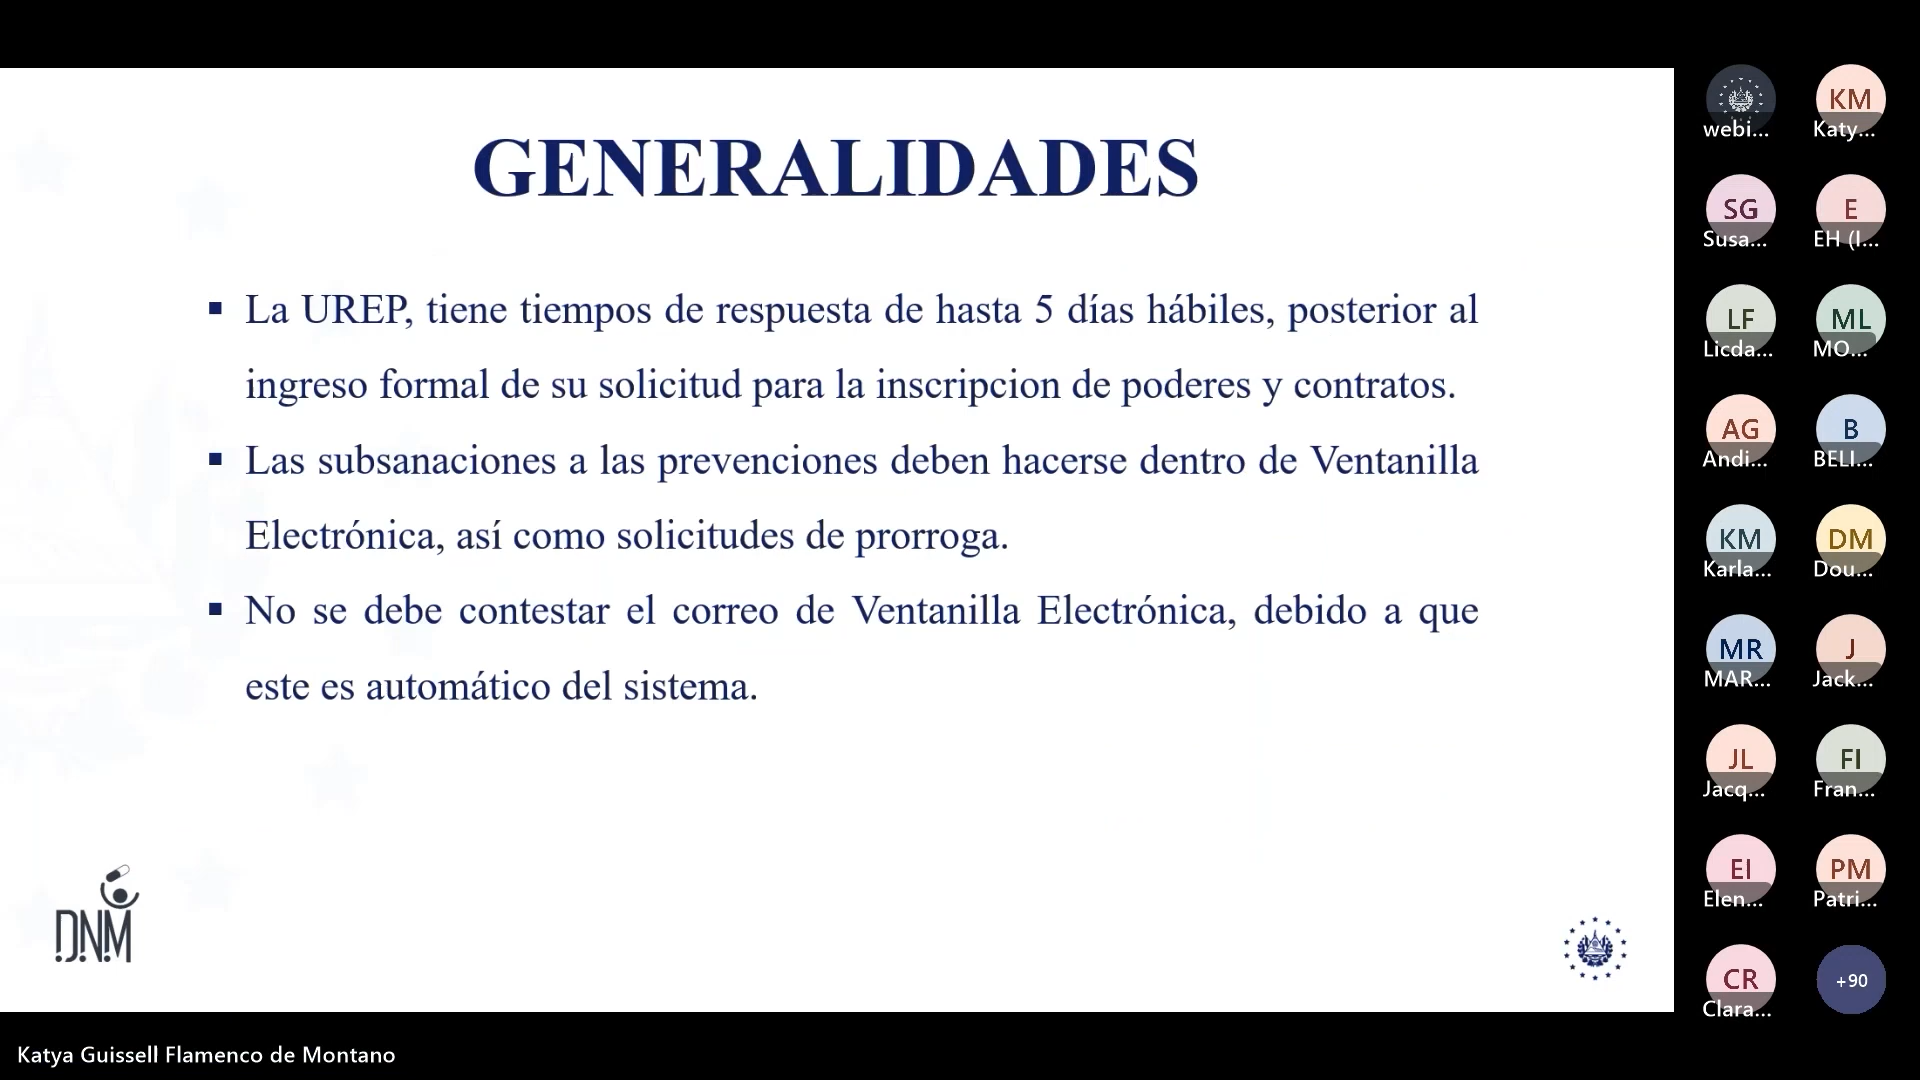 GENERALIDADES
▪ La UREP, tiene tiempos de respuesta de hasta 5 días hábiles, posterior al
ingreso formal de su solicitud para la inscripcion de poderes y contratos.
▪ Las subsanaciones a las prevenciones deben hacerse dentro de Ventanilla
Electrónica, así como solicitudes de prorroga.
▪ No se debe contestar el correo de Ventanilla Electrónica, debido a que
este es automático del sistema.
DNM
Katya Guissell Flamenco de Montano
webi...
KM
Katy...
SG
Susa...
E
EH (I...
LF
Licda...
ML
MO...
AG
Andi...
B
BELI...
KM
Karla...
DM
Dou...
MR
MAR...
J
Jack...
JL
Jacq...
FI
Fran...
EI
Elen...
PM
Patri...
CR
Clara...
+90